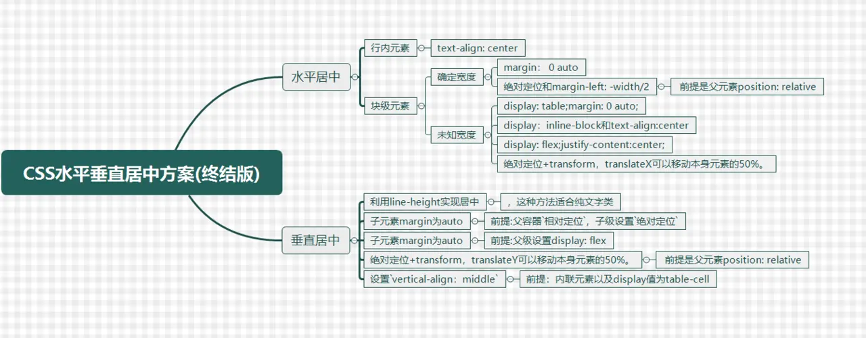 CSS水平垂直居中方案(终结版)
水平居中
行内元素
text-align: center
块级元素
确定宽度
margin： 0 auto
绝对定位和margin-left: -width/2
前提是父元素position: relative
未知宽度
display: table;margin: 0 auto;
display：inline-block和text-align:center
display: flex;justify-content:center;
绝对定位+transform，translateX可以移动本身元素的50%。
垂直居中
利用line-height实现居中
，这种方法适合纯文字类
子元素margin为auto
前提:父容器`相对定位`，子级设置`绝对定位`
子元素margin为auto
前提:父级设置display: flex
绝对定位+transform，translateY可以移动本身元素的50%。
前提是父元素position: relative
设置`vertical-align：middle`
前提：内联元素以及display值为table-cell